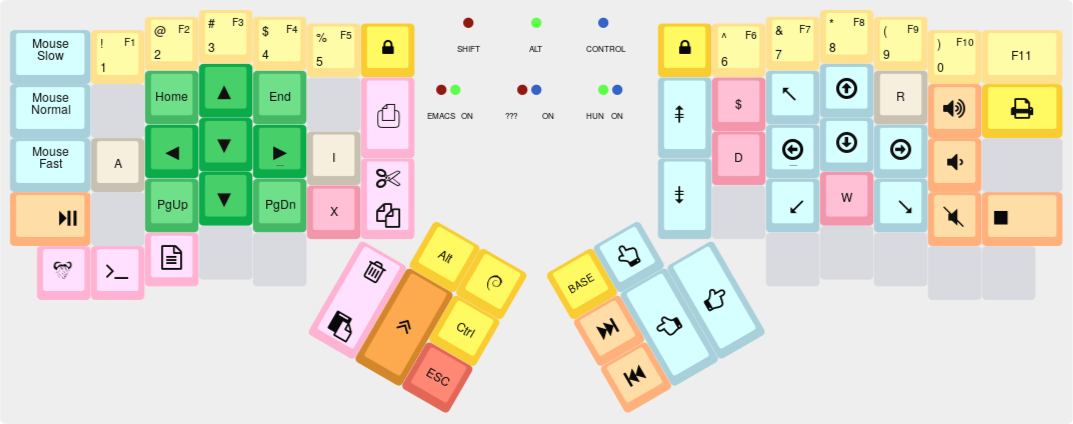 Mouse
Slow
! F1
1
@ F2
2
# F3
3
$ F4
4
% F5
5
SHIFT ALT CONTROL
^ F6
6
& F7
7
* F8
8
( F9
9
) F10
0
F11
Mouse
Normal
Home
End
EMACS ON
??? ON
HUN ON
$
R
Mouse
Fast
A
I
D
PgUp
PgDn
X
W
>_
Alt
Ctrl
ESC
BASE